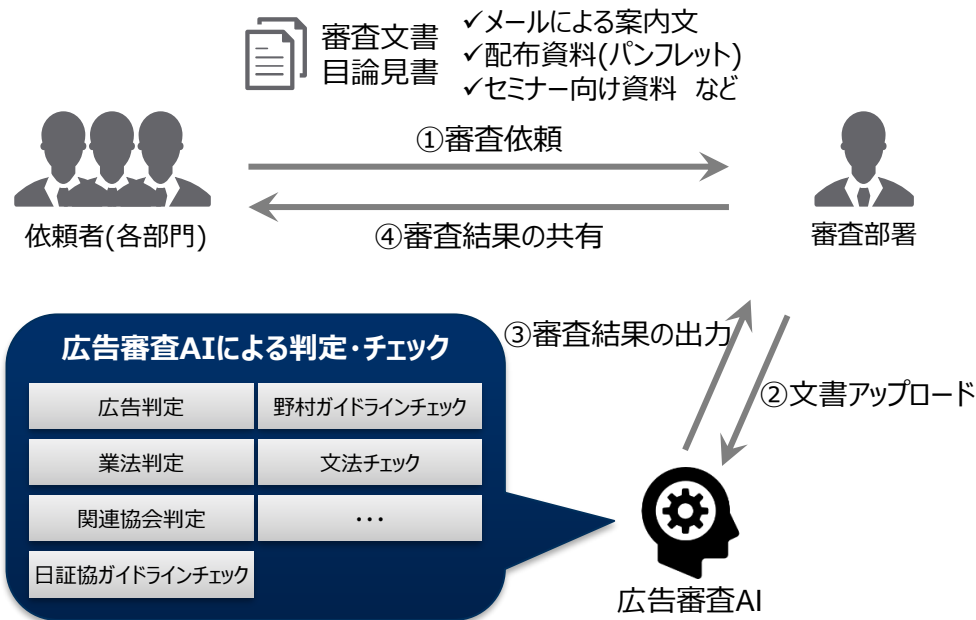 審査文書
目論見書
✓メールによる案内文
✓配布資料(パンフレット)
✓セミナー向け資料 など
①審査依頼
④審査結果の共有
依頼者(各部門)
審査部署
③審査結果の出力
②文書アップロード
広告審査AIによる判定・チェック
広告判定
野村ガイドラインチェック
業法判定
文法チェック
関連協会判定
・・・
日証協ガイドラインチェック
広告審査AI